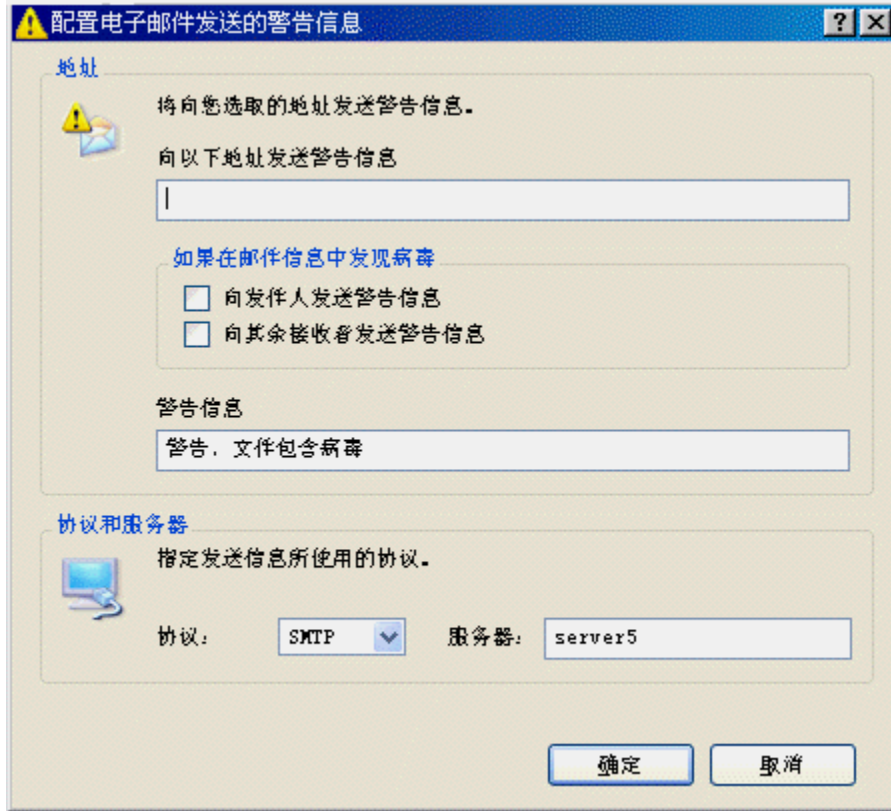 配置电子邮件发送的警告信息
地址
将向您选取的地址发送警告信息。
向以下地址发送警告信息
如果在邮件信息中发现病毒
向发件人发送警告信息
向其余接收者发送警告信息
警告信息
警告，文件包含病毒
协议和服务器
指定发送信息所使用的协议。
协议： SMTP 服务器： server5
确定 取消